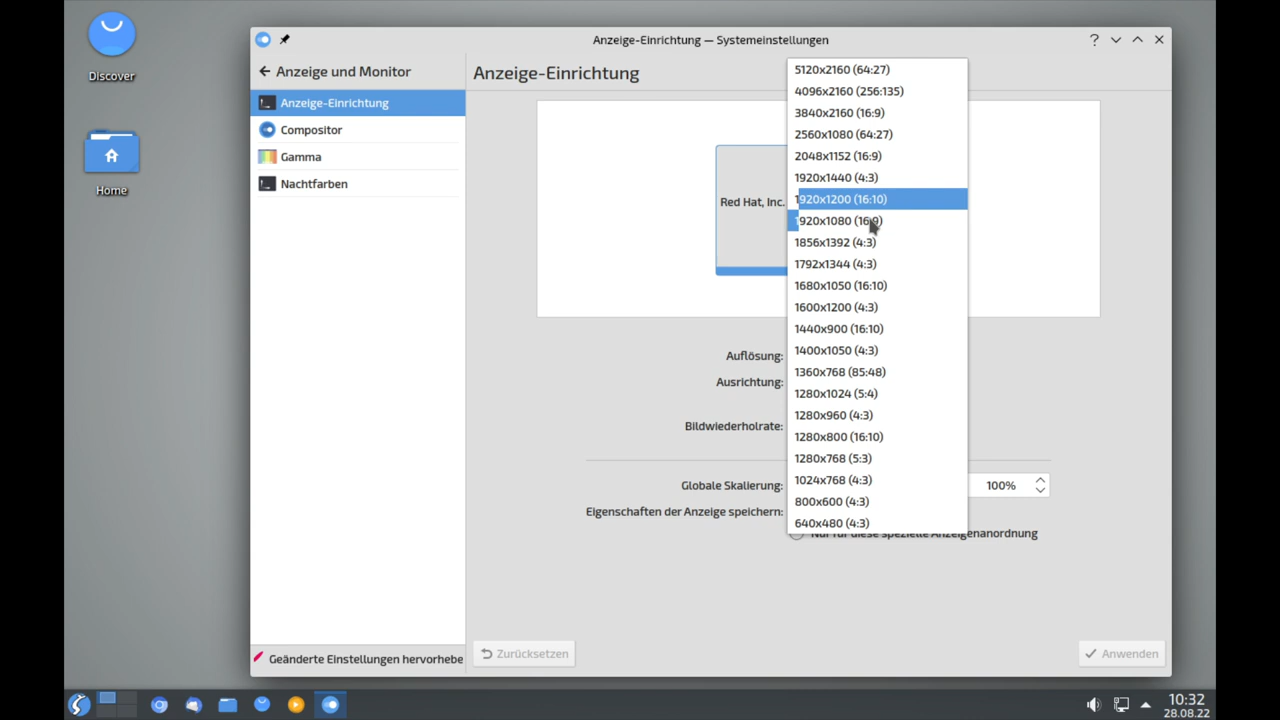 Discover
Home
Anzeige-Einrichtung — Systemeinstellungen
?
Anzeige und Monitor
Anzeige-Einrichtung
Compositor
Gamma
Nachtfarben
Geänderte Einstellungen hervorhebe
Anzeige-Einrichtung
Red Hat, Inc.
5120x2160 (64:27)
4096x2160 (256:135)
3840x2160 (16:9)
2560x1080 (64:27)
2048x1152 (16:9)
1920x1440 (4:3)
1920x1200 (16:10)
1920x1080 (16:9)
1856x1392 (4:3)
1792x1344 (4:3)
1680x1050 (16:10)
1600x1200 (4:3)
1440x900 (16:10)
1400x1050 (4:3)
1360x768 (85:48)
1280x1024 (5:4)
1280x960 (4:3)
1280x800 (16:10)
1280x768 (5:3)
1024x768 (4:3)
800x600 (4:3)
640x480 (4:3)
Auflösung:
Ausrichtung:
Bildwiederholrate:
Globale Skalierung:
100%
Eigenschaften der Anzeige speichern:
Nur für diese spezielle Anzeigenanordnung
Zurücksetzen
Anwenden
10:32
28.08.22